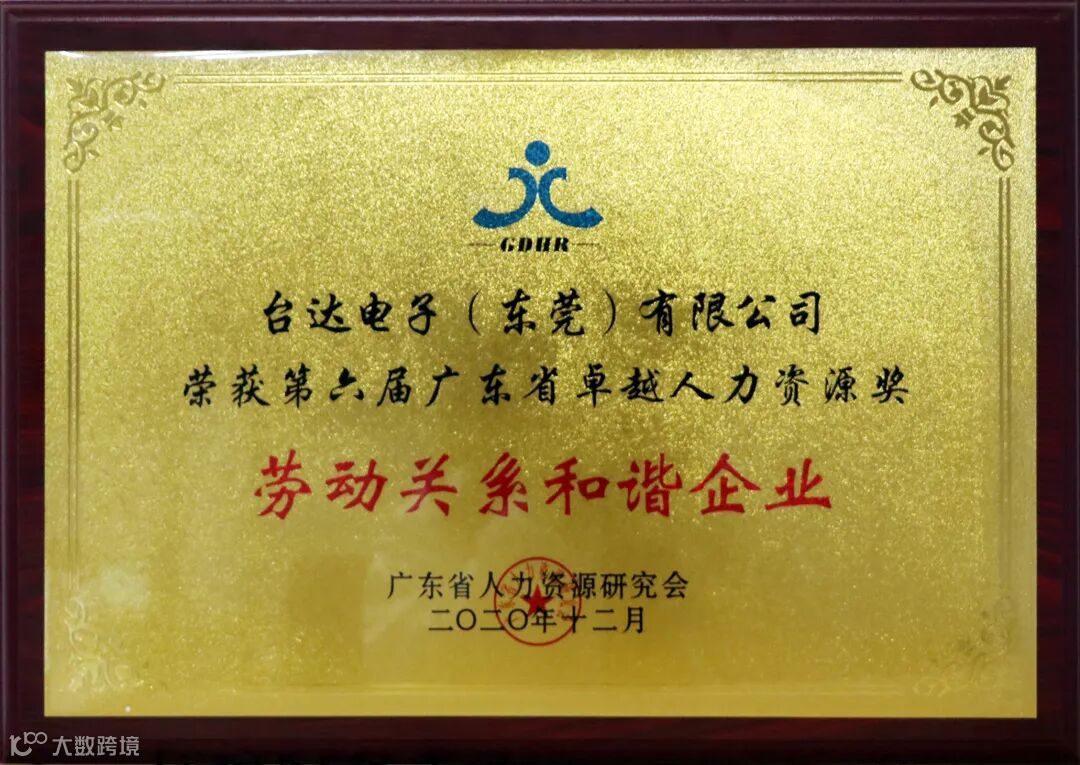 GDHR
台达电子（东莞）有限公司
荣获第六届广东省卓越人力资源奖
劳动关系和谐企业
广东省人力资源研究会
二〇二〇年十二月
大数跨境